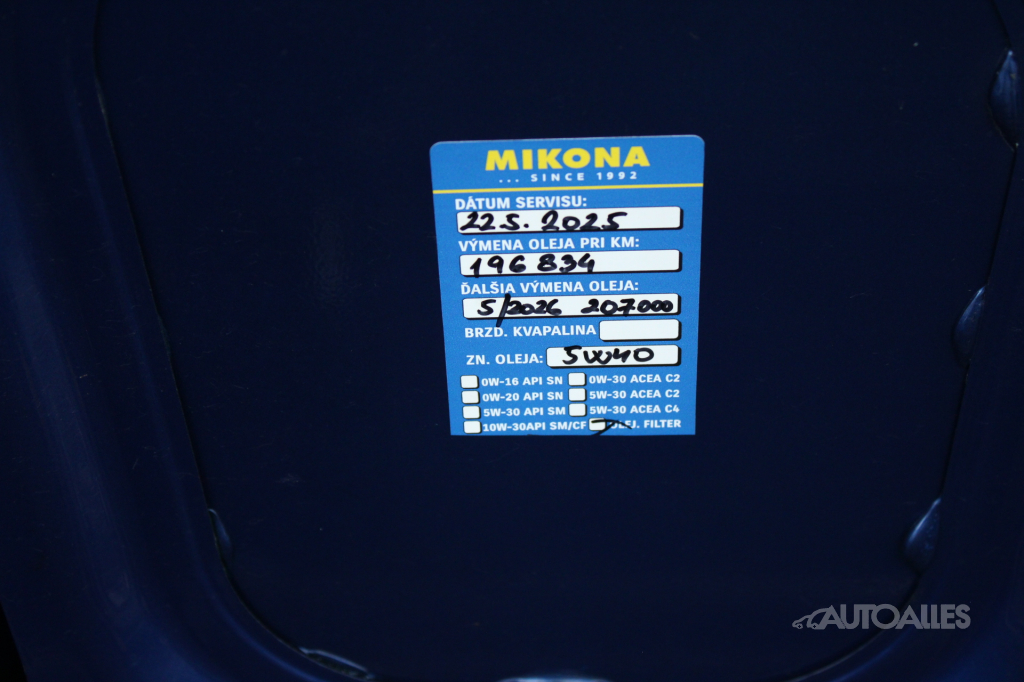 MIKONA
... SINCE 1992
DÁTUM SERVISU:
22 5. 2025
VÝMENA OLEJA PRI KM:
196 834
ĎALŠIA VÝMENA OLEJA:
5/2026 207000
BRZD. KVAPALINA
ZN. OLEJA: 5W40
0W-16 API SN 0W-30 ACEA C2
0W-20 API SN 5W-30 ACEA C2
5W-30 API SM 5W-30 ACEA C4
10W-30API SM/CF OLEJ. FILTER
AUTOALLES